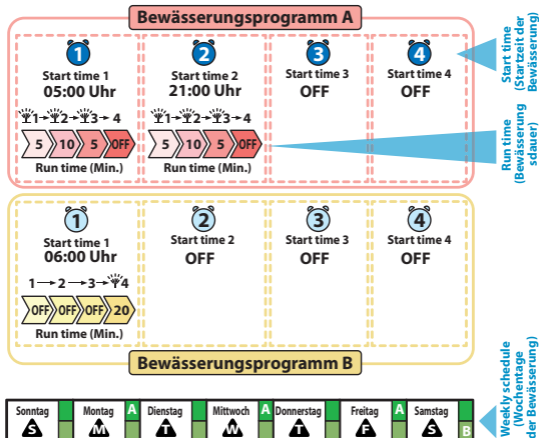 Bewässerungsprogramm A
1 2 3 4
Start time 1 Start time 2 Start time 3 Start time 4
05:00 Uhr 21:00 Uhr OFF OFF
1→2→3→4 1→2→3→4
5 10 5 OFF 5 10 5 OFF
Run time (Min.) Run time (Min.)
Start time
(Startzeit der
Bewässerung)
Run time
(Bewässerung
sdauer)
1 2 3 4
Start time 1 Start time 2 Start time 3 Start time 4
06:00 Uhr OFF OFF OFF
1→2→3→4
OFF OFF OFF 20
Run time (Min.)
Bewässerungsprogramm B
Sonntag Montag A Dienstag Mittwoch A Donnerstag Freitag A Samstag
S M T W T F S B
Weekly schedule
(Wochentage
der Bewässerung)